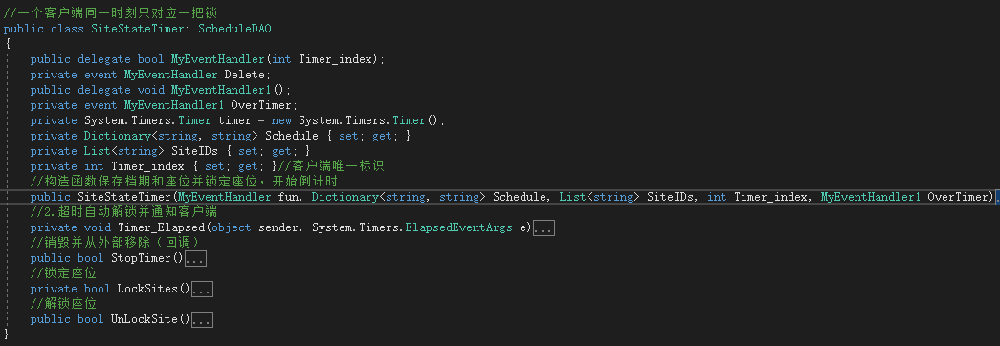 //一个客户端同一时刻只对应一把锁
public class SiteStateTimer: ScheduleDAO
{
public delegate bool MyEventHandler(int Timer_index);
private event MyEventHandler Delete;
public delegate void MyEventHandler1();
private event MyEventHandler1 OverTimer;
private System.Timers.Timer timer = new System.Timers.Timer();
private Dictionary<string, string> Schedule { set; get; }
private List<string> SiteIDs { set; get; }
private int Timer_index { set; get; }//客户端唯一标识
//构造函数保存档期和座位并锁定座位，开始倒计时
public SiteStateTimer(MyEventHandler fun, Dictionary<string, string> Schedule, List<string> SiteIDs, int Timer_index, MyEventHandler1 OverTimer)
//2.超时自动解锁并通知客户端
private void Timer_Elapsed(object sender, System.Timers.ElapsedEventArgs e)...
//销毁并从外部移除（回调）
public bool StopTimer()...
//锁定座位
private bool LockSites()...
//解锁座位
public bool UnLockSite()...
}